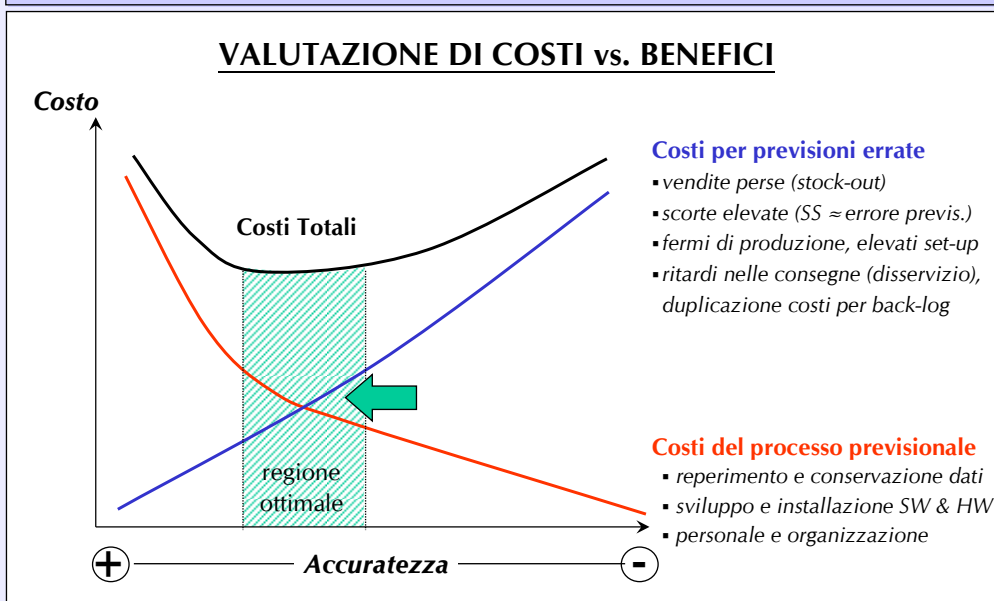 VALUTAZIONE DI COSTI vs. BENEFICI
Costo
Costi Totali
regione
ottimale
Costi per previsioni errate
▪ vendite perse (stock-out)
▪ scorte elevate (SS ≈ errore previs.)
▪ fermi di produzione, elevati set-up
▪ ritardi nelle consegne (disservizio),
duplicazione costi per back-log
Costi del processo previsionale
▪ reperimento e conservazione dati
▪ sviluppo e installazione SW & HW
▪ personale e organizzazione
+ Accuratezza -